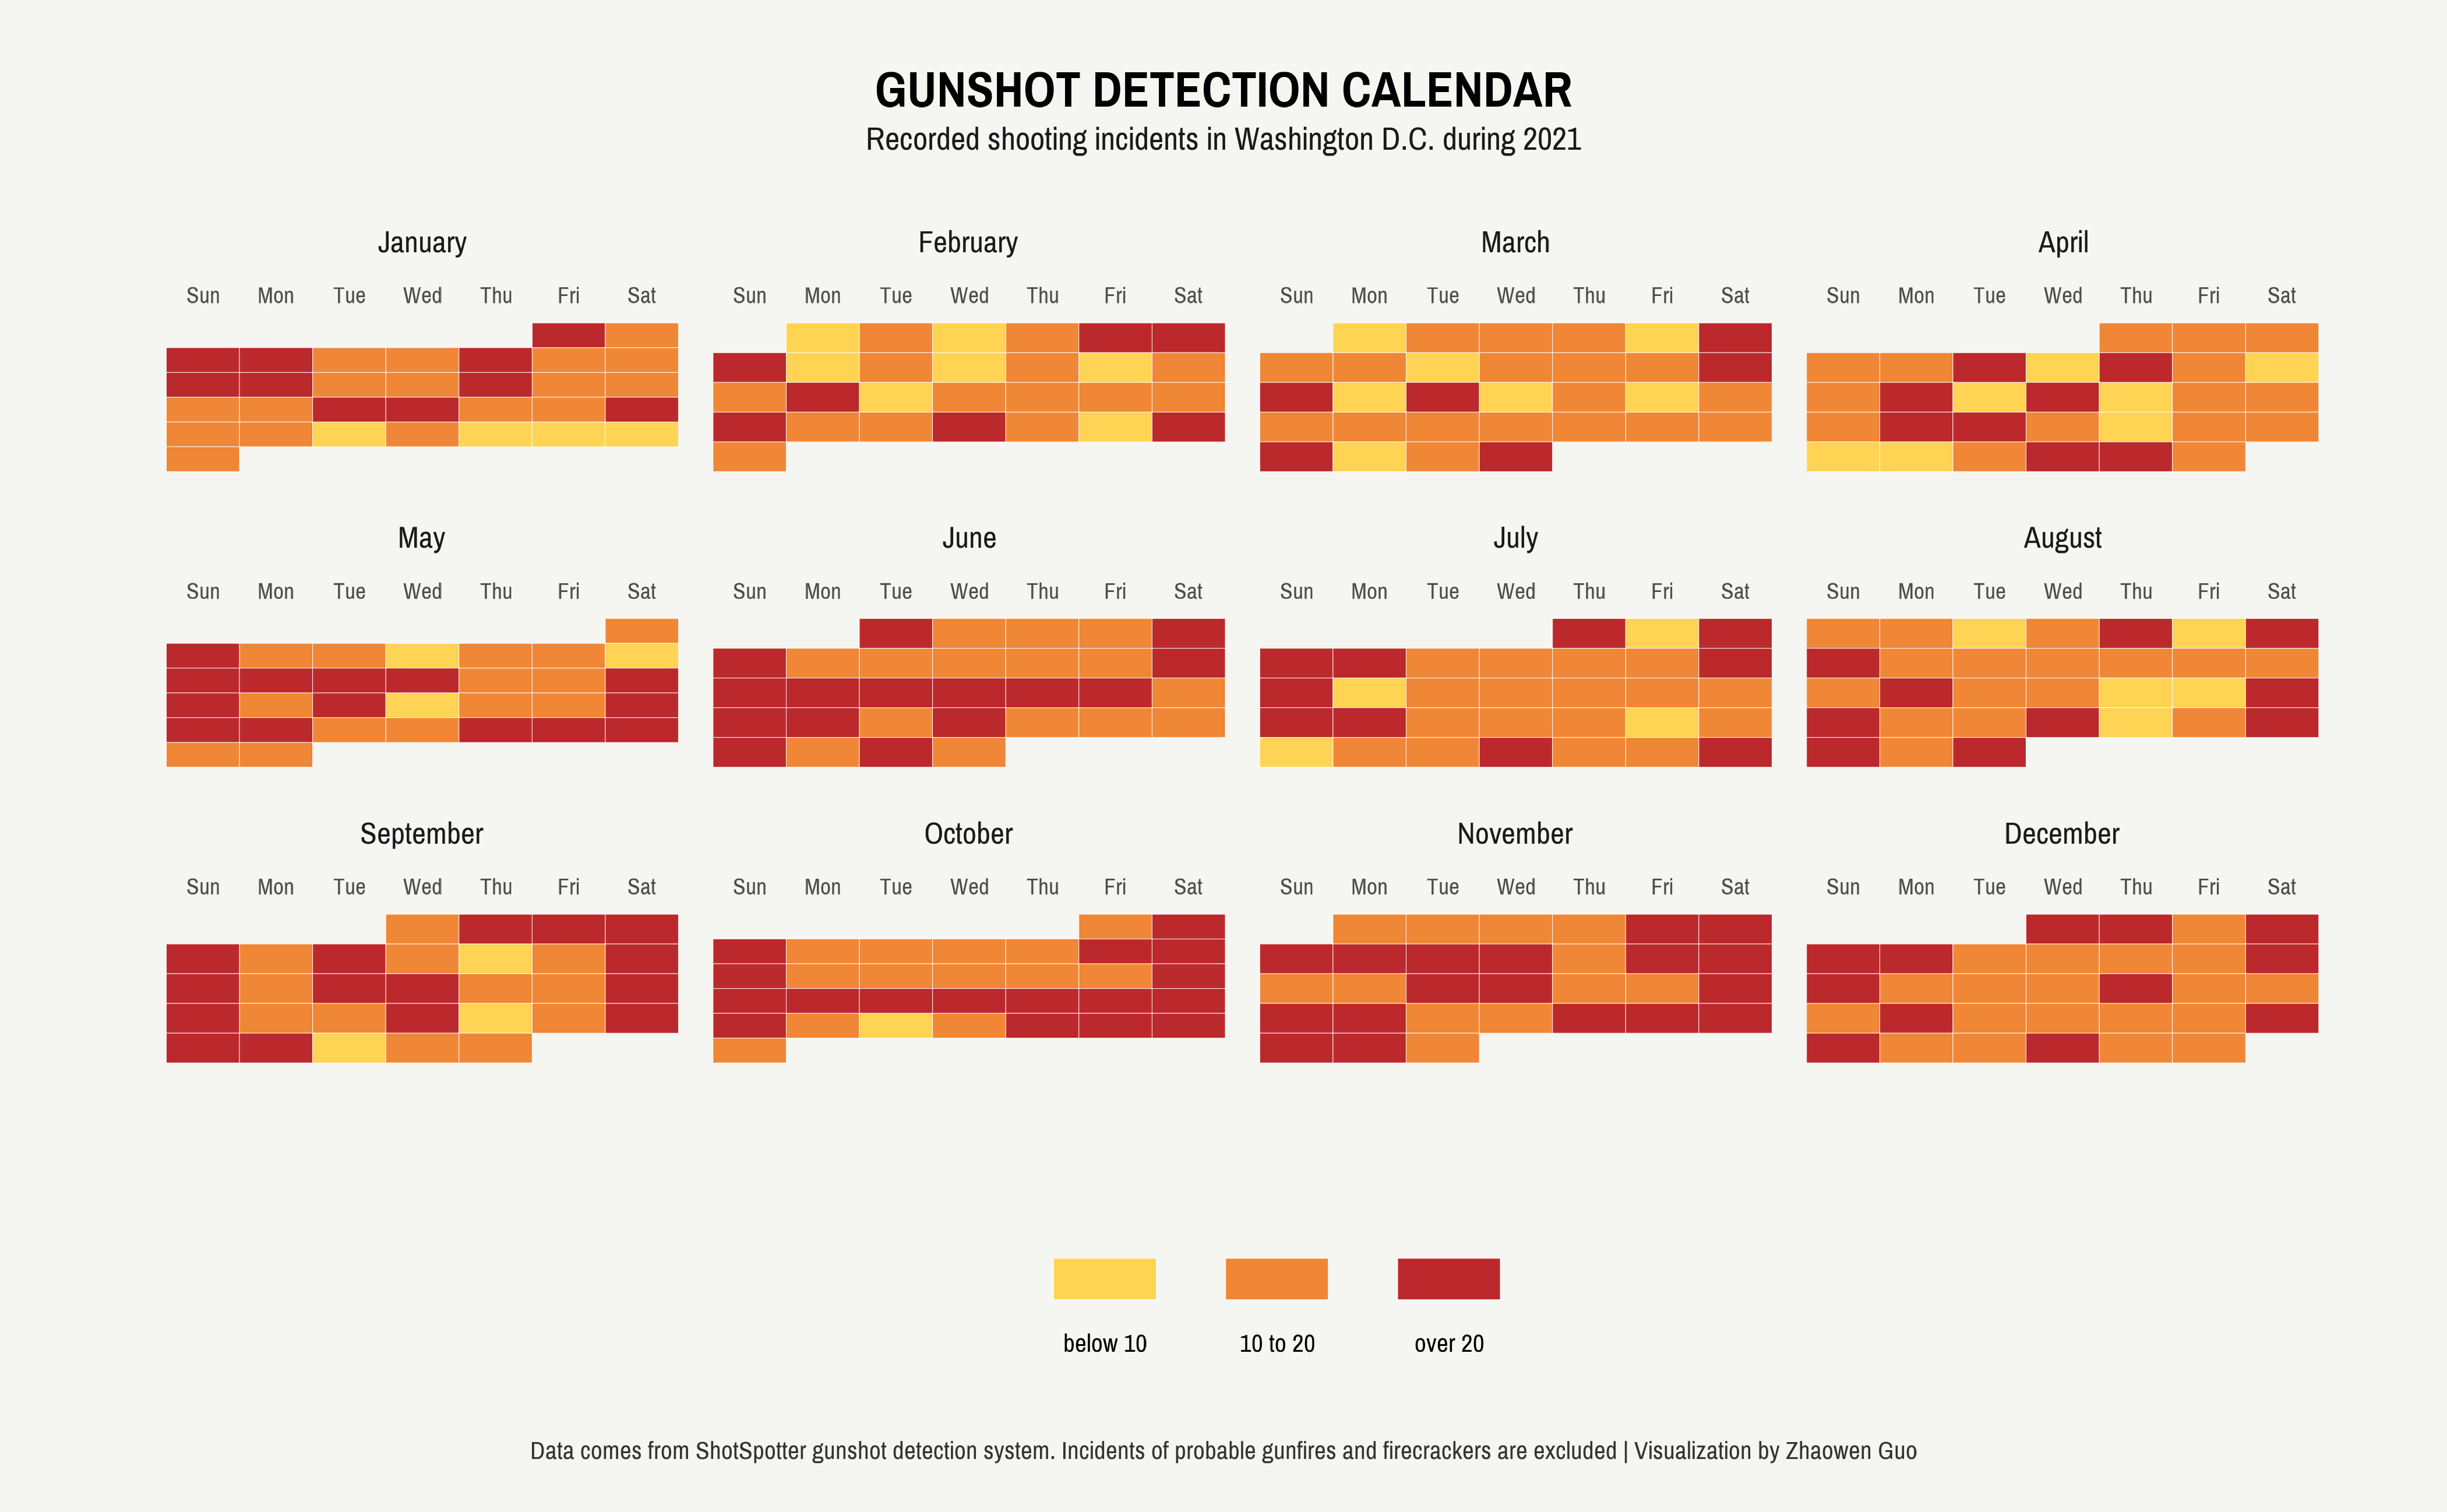 GUNSHOT DETECTION CALENDAR
Recorded shooting incidents in Washington D.C. during 2021
January February March April
Sun Mon Tue Wed Thu Fri Sat Sun Mon Tue Wed Thu Fri Sat Sun Mon Tue Wed Thu Fri Sat Sun Mon Tue Wed Thu Fri Sat
May June July August
Sun Mon Tue Wed Thu Fri Sat Sun Mon Tue Wed Thu Fri Sat Sun Mon Tue Wed Thu Fri Sat Sun Mon Tue Wed Thu Fri Sat
September October November December
Sun Mon Tue Wed Thu Fri Sat Sun Mon Tue Wed Thu Fri Sat Sun Mon Tue Wed Thu Fri Sat Sun Mon Tue Wed Thu Fri Sat
below 10 10 to 20 over 20
Data comes from ShotSpotter gunshot detection system. Incidents of probable gunfires and firecrackers are excluded | Visualization by Zhaowen Guo